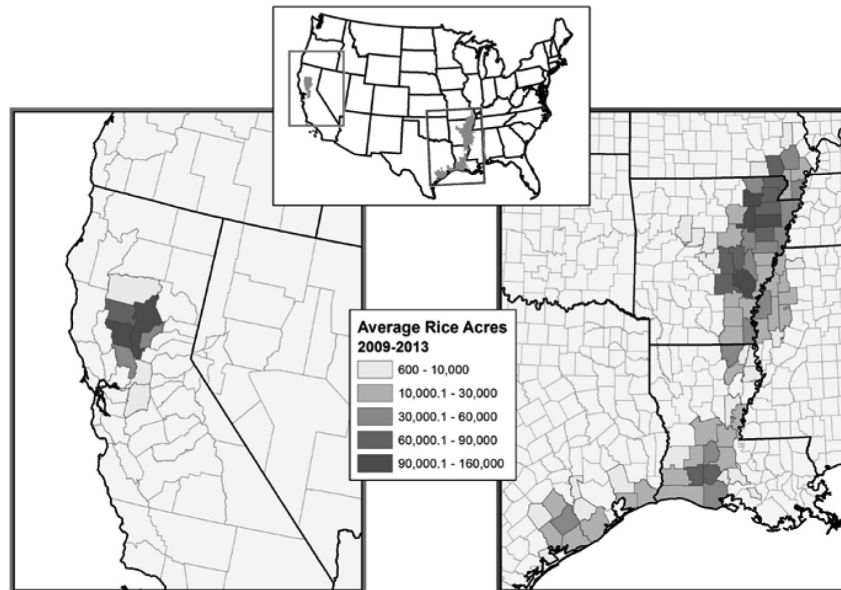 Average Rice Acres
2009-2013
600 - 10,000
10,000.1 - 30,000
30,000.1 - 60,000
60,000.1 - 90,000
90,000.1 - 160,000